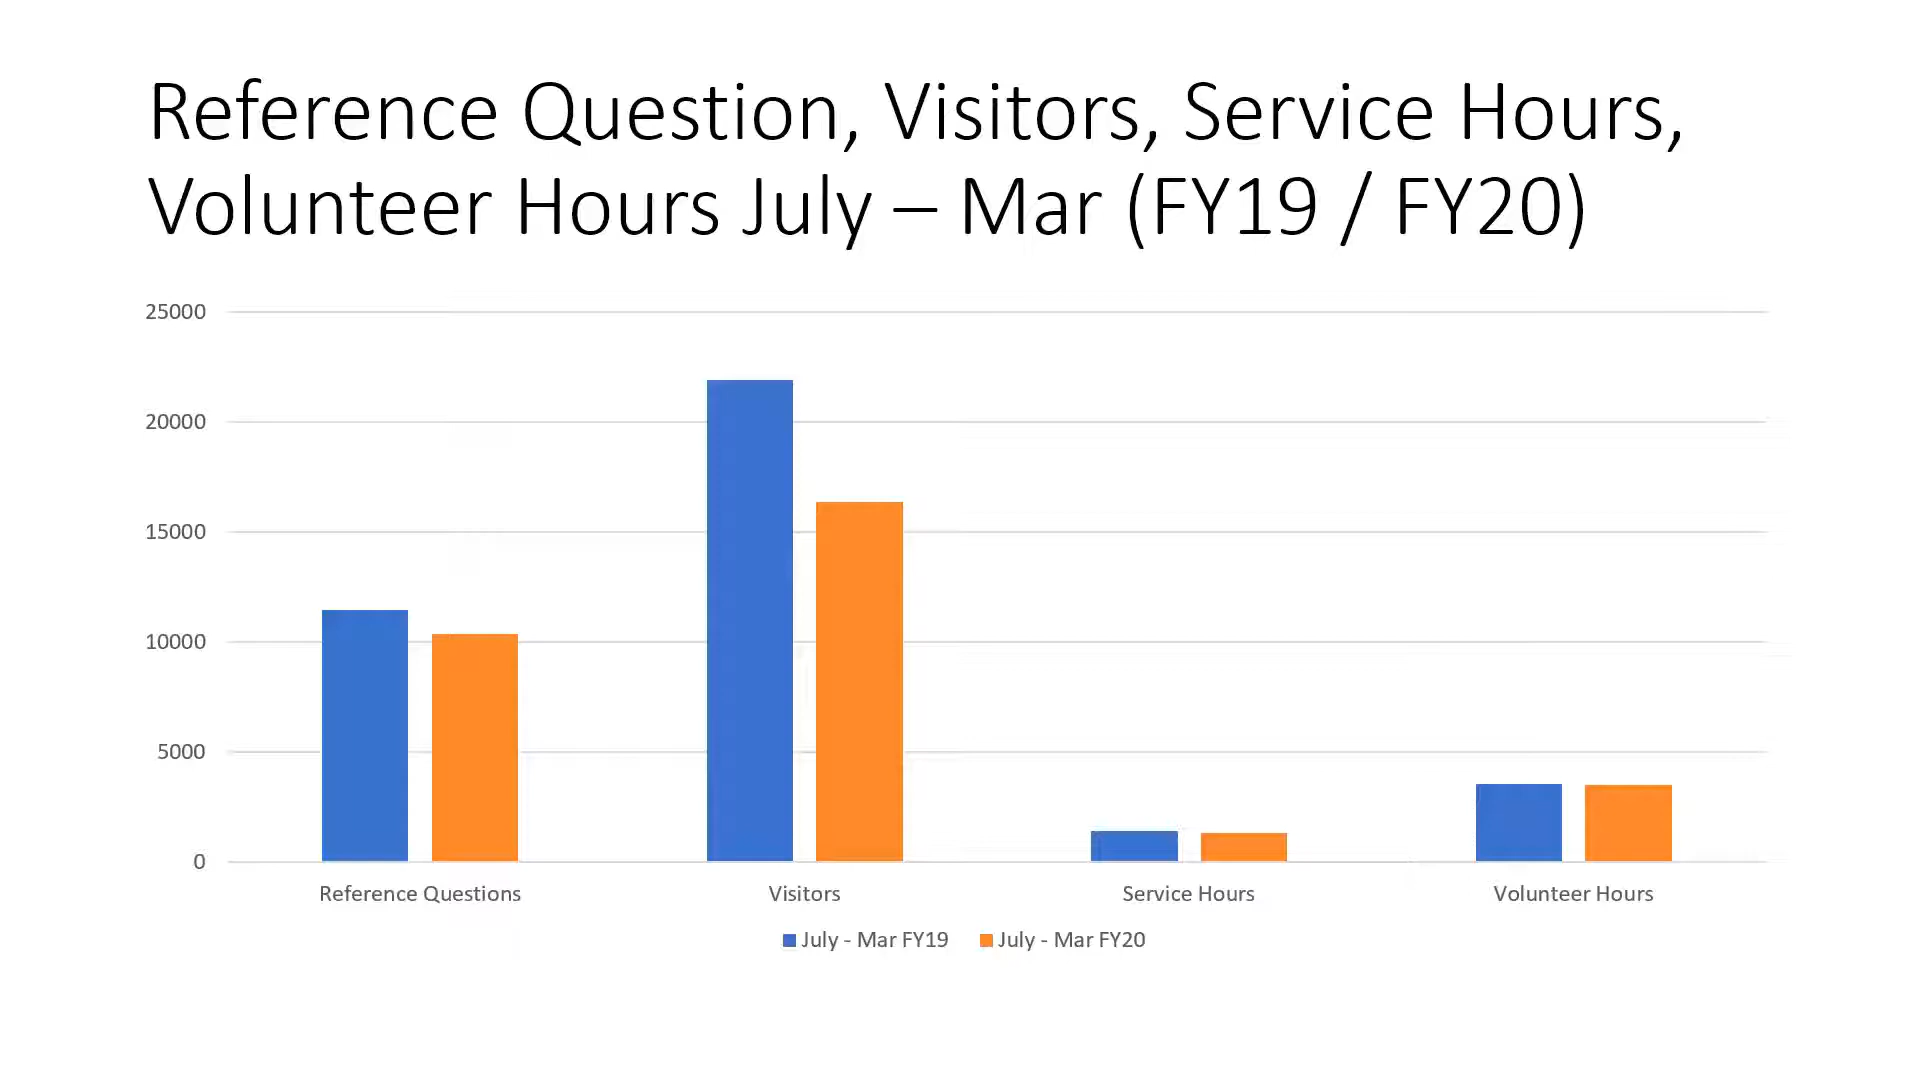 Reference Question, Visitors, Service Hours,
Volunteer Hours July – Mar (FY19 / FY20)
25000
20000
15000
10000
5000
0
Reference Questions
Visitors
Service Hours
Volunteer Hours
July - Mar FY19
July - Mar FY20